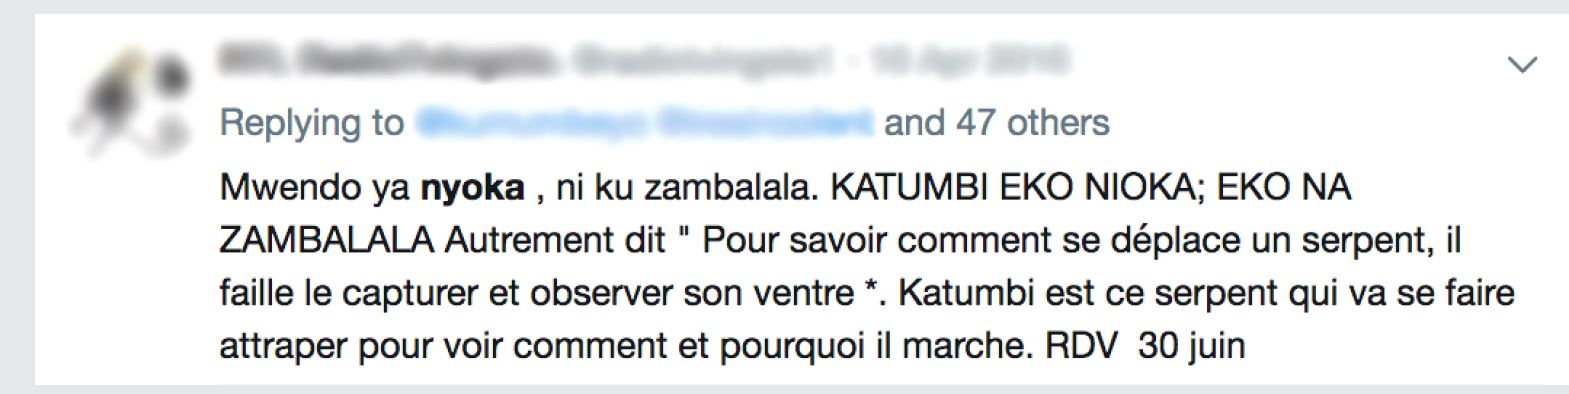 Replying to and 47 others
Mwendo ya nyoka , ni ku zambalala. KATUMBI EKO NIOKA; EKO NA
ZAMBALALA Autrement dit " Pour savoir comment se déplace un serpent, il
faille le capturer et observer son ventre *. Katumbi est ce serpent qui va se faire
attraper pour voir comment et pourquoi il marche. RDV  30 juin